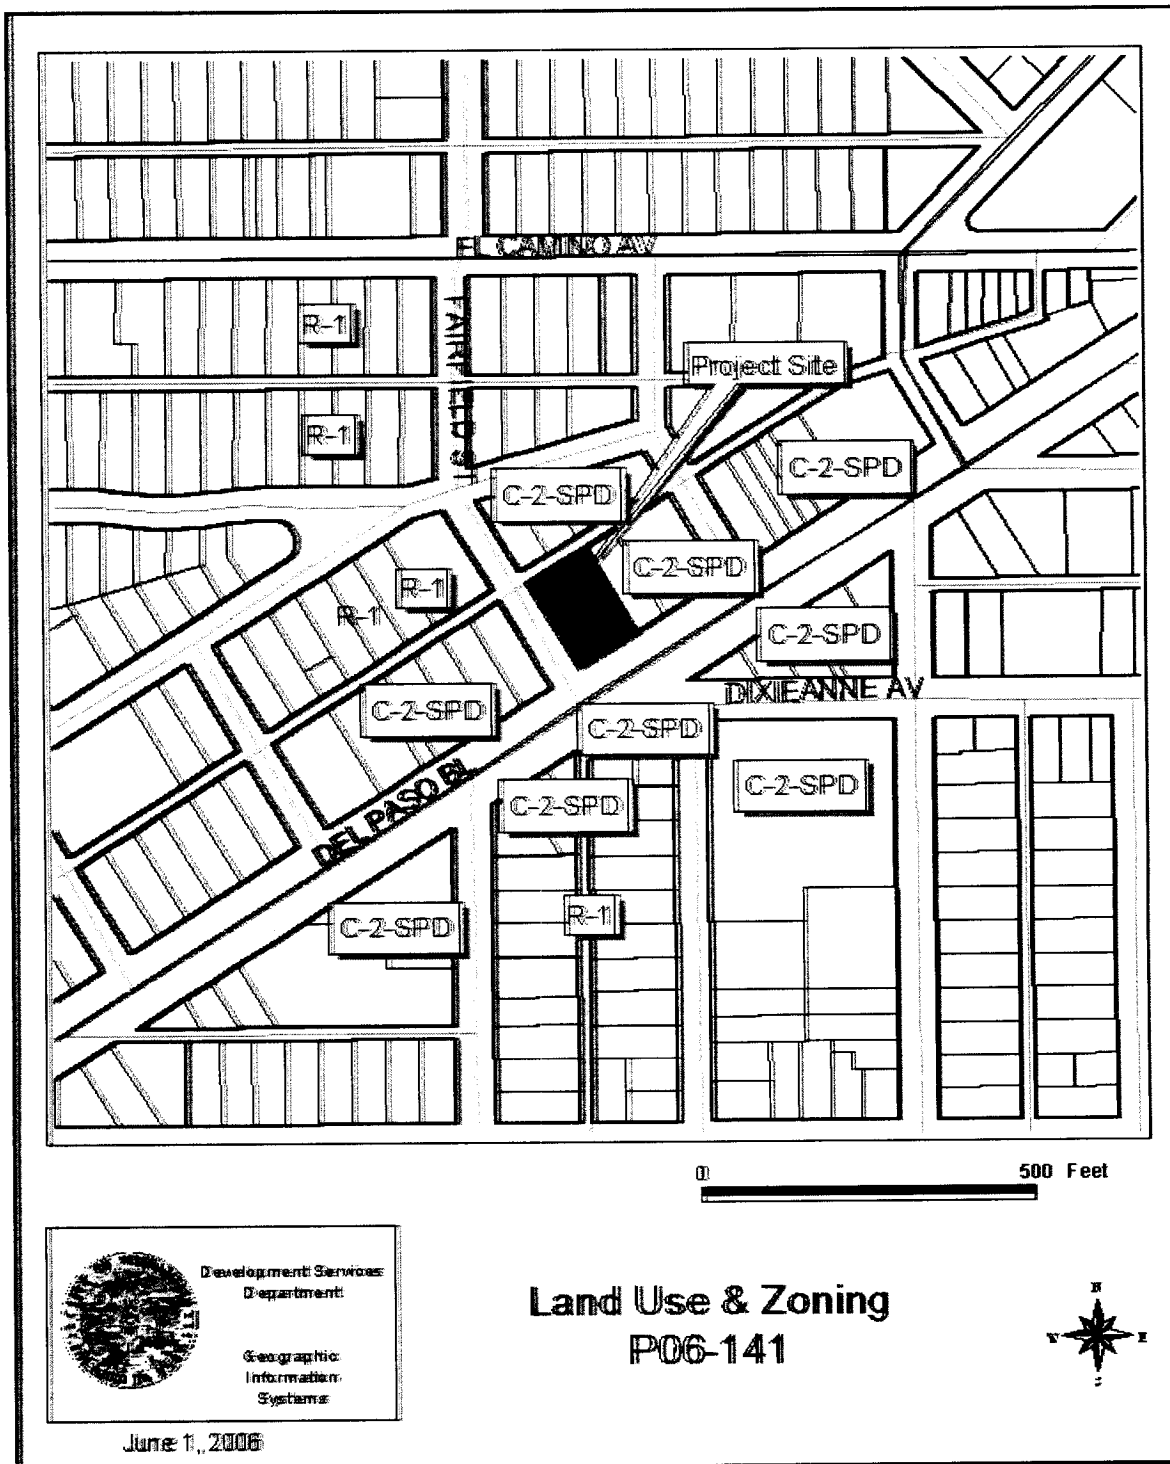 EL CAMINO AV
FAIRFIELD ST
R-1
Project Site
R-1
C-2-SPD
C-2-SPD
C-2-SPD
R-1
R-1
C-2-SPD
DIXIEANNE AV
C-2-SPD
C-2-SPD
DEL PASO BL
C-2-SPD
C-2-SPD
R-1
C-2-SPD
0 500 Feet
Development Services
Department
Geographic
Information
Systems
Land Use & Zoning
P06-141
N
W E
S
June 1, 2006